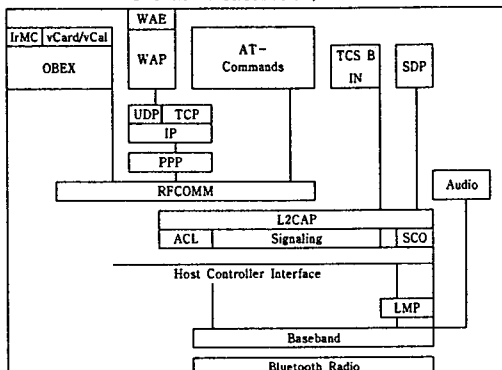 WAE
IrMC vCard/vCal
OBEX
WAP
AT-
Commands
TCS B
IN
SDP
UDP TCP
IP
PPP
RFCOMM
Audio
L2CAP
ACL Signaling SCO
Host Controller Interface
LMP
Baseband
Bluetooth Radio